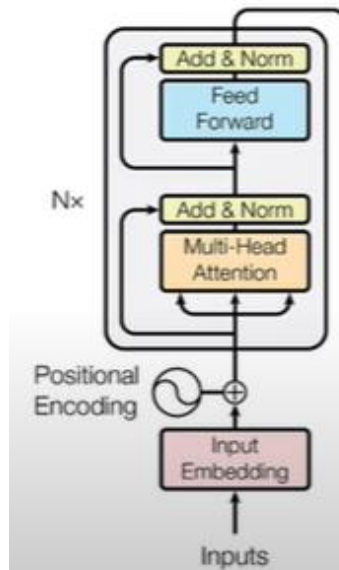 Add & Norm
Feed
Forward
Nx
Add & Norm
Multi-Head
Attention
Positional
Encoding
Input
Embedding
Inputs